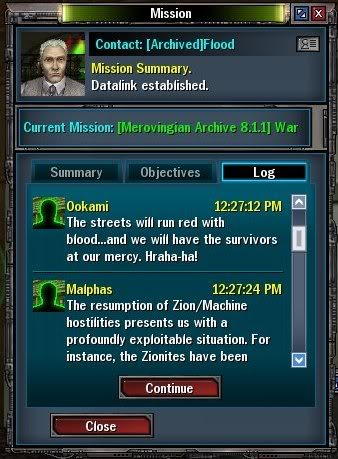 Mission
Contact: [Archived]Flood
Mission Summary.
Datalink established.
Current Mission: [Merovingian Archive 8.1.1] War
Summary
Objectives
Log
Ookami 12:27:12 PM
The streets will run red with
blood...and we will have the survivors
at our mercy. Hraha-ha!
Malphas 12:27:24 PM
The resumption of Zion/Machine
hostilities presents us with a
profoundly exploitable situation. For
instance, the Zionites have been
Continue
Close